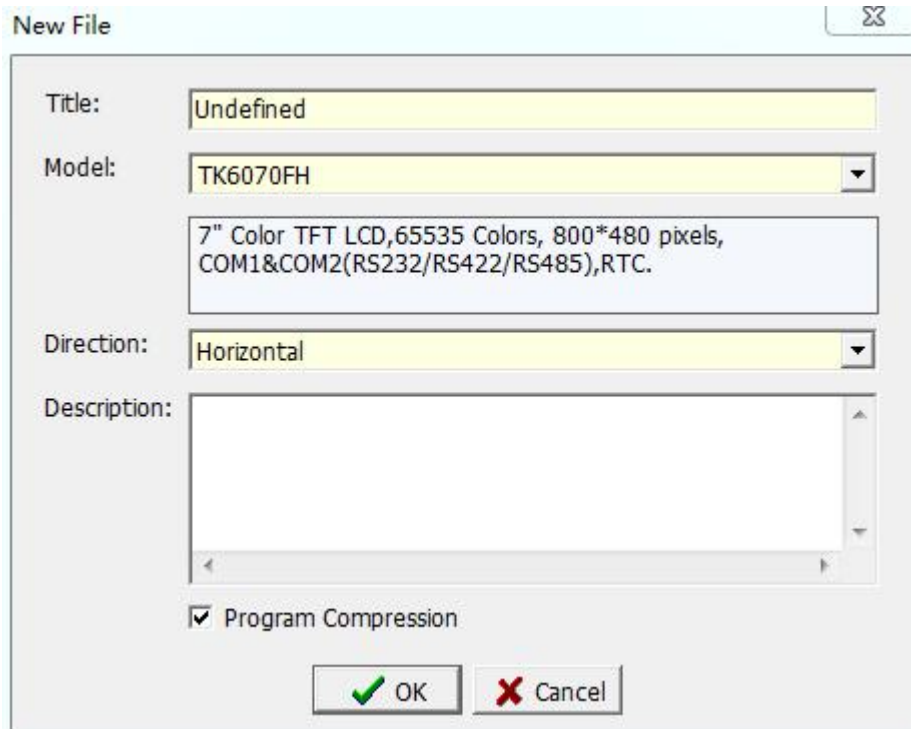 New File
Title:
Undefined
Model:
TK6070FH
7" Color TFT LCD,65535 Colors, 800*480 pixels,
COM1&COM2(RS232/RS422/RS485),RTC.
Direction:
Horizontal
Description:
Program Compression
OK
Cancel